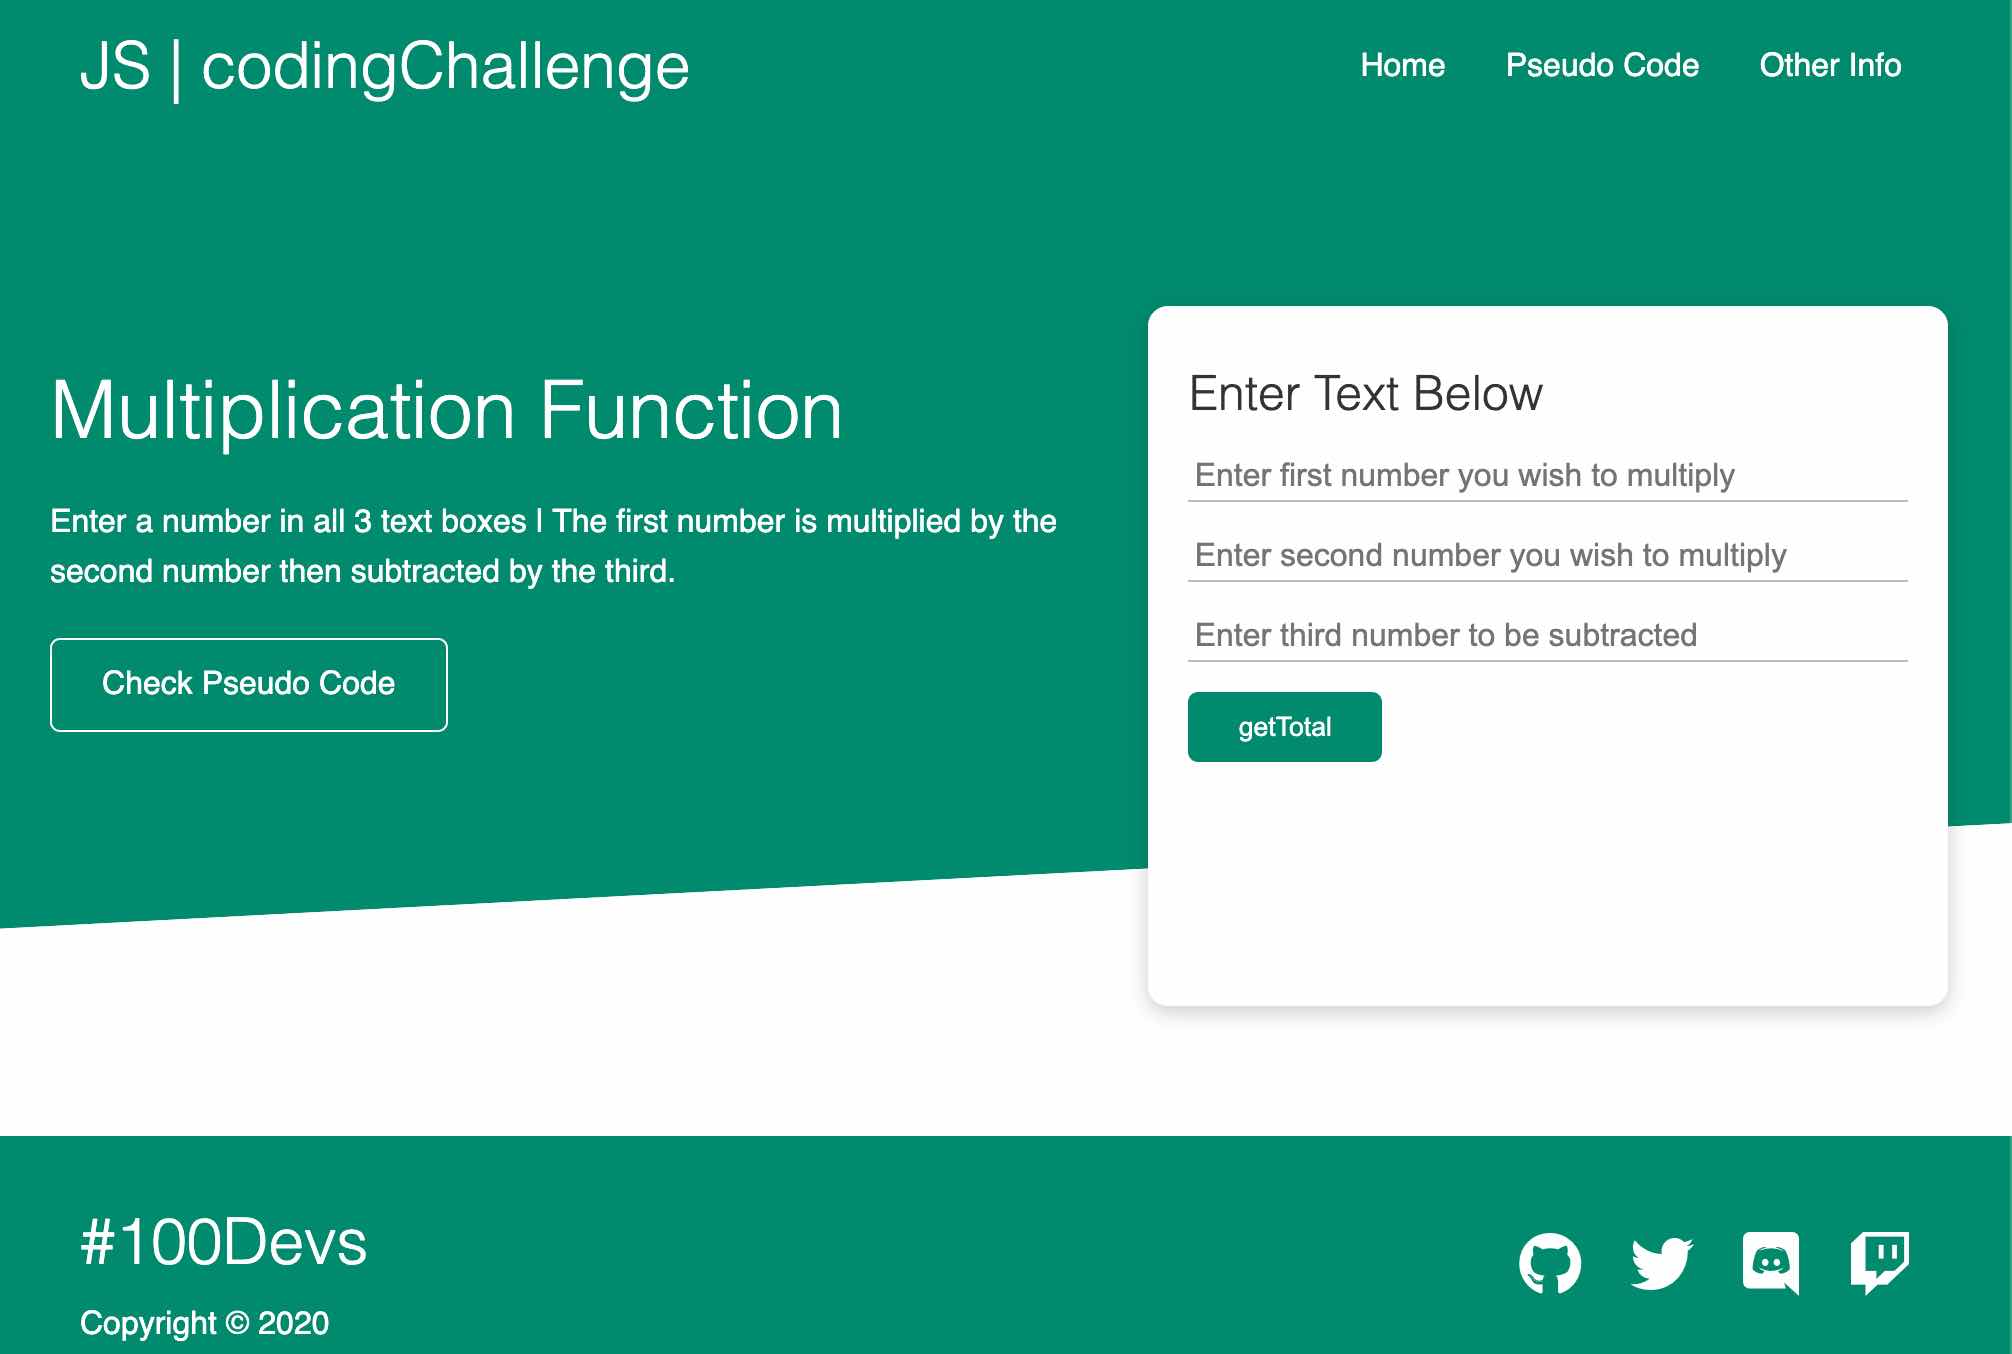 JS | codingChallenge
Home
Pseudo Code
Other Info
Multiplication Function
Enter a number in all 3 text boxes | The first number is multiplied by the
second number then subtracted by the third.
Check Pseudo Code
Enter Text Below
Enter first number you wish to multiply
Enter second number you wish to multiply
Enter third number to be subtracted
getTotal
#100Devs
Copyright © 2020